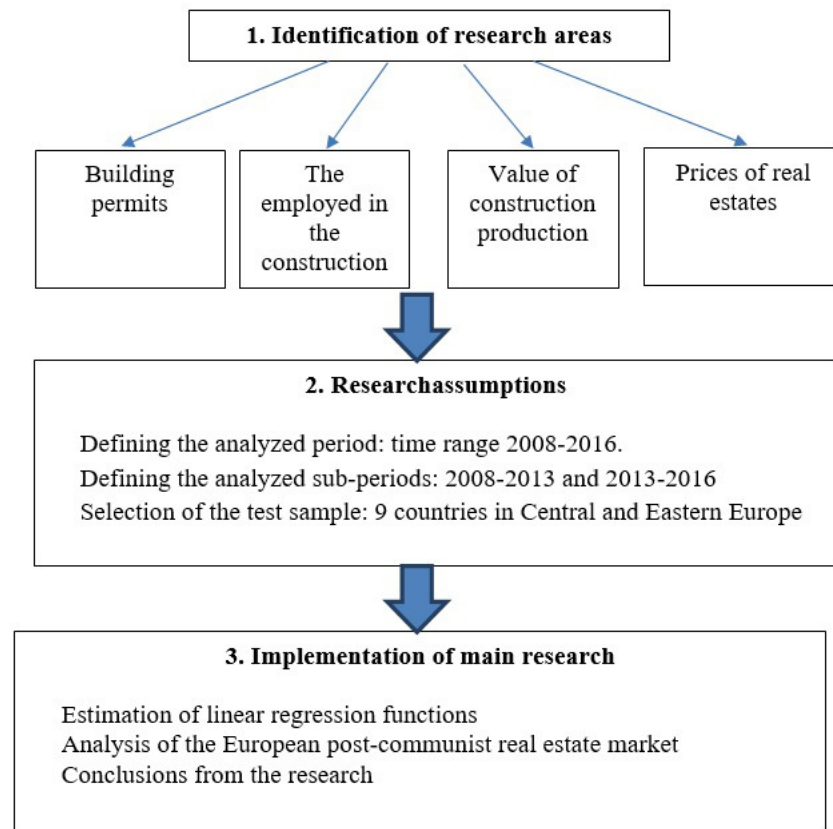 1. Identification of research areas
Building
permits
The
employed in
the
construction
Value of
construction
production
Prices of real
estates
2. Researchassumptions
Defining the analyzed period: time range 2008-2016.
Defining the analyzed sub-periods: 2008-2013 and 2013-2016
Selection of the test sample: 9 countries in Central and Eastern Europe
3. Implementation of main research
Estimation of linear regression functions
Analysis of the European post-communist real estate market
Conclusions from the research